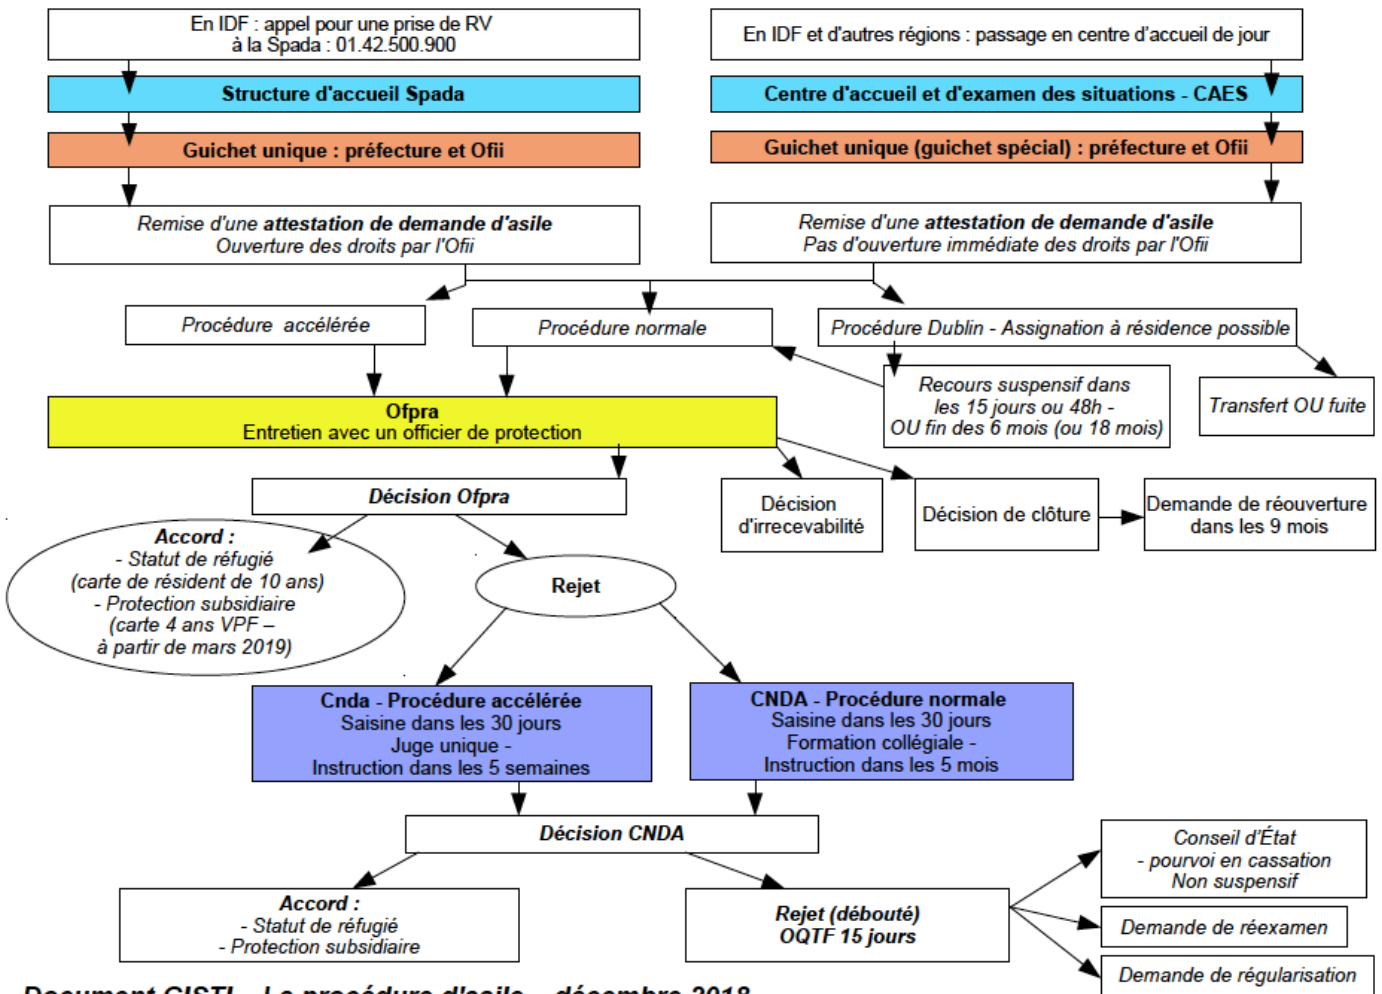 En IDF : appel pour une prise de RV
à la Spada : 01.42.500.900
En IDF et d'autres régions : passage en centre d'accueil de jour
Structure d'accueil Spada
Centre d'accueil et d'examen des situations - CAES
Guichet unique : préfecture et Ofii
Guichet unique (guichet spécial) : préfecture et Ofii
Remise d'une attestation de demande d'asile
Ouverture des droits par l'Ofii
Remise d'une attestation de demande d'asile
Pas d'ouverture immédiate des droits par l'Ofii
Procédure accélérée
Procédure normale
Procédure Dublin - Assignation à résidence possible
Recours suspensif dans
les 15 jours ou 48h -
OU fin des 6 mois (ou 18 mois)
Transfert OU fuite
Ofpra
Entretien avec un officier de protection
Décision Ofpra
Décision
d'irrecevabilité
Décision de clôture
Demande de réouverture
dans les 9 mois
Accord :
- Statut de réfugié
(carte de résident de 10 ans)
- Protection subsidiaire
(carte 4 ans VPF –
à partir de mars 2019)
Rejet
Cnda - Procédure accélérée
Saisine dans les 30 jours
Juge unique -
Instruction dans les 5 semaines
CNDA - Procédure normale
Saisine dans les 30 jours
Formation collégiale -
Instruction dans les 5 mois
Décision CNDA
Accord :
- Statut de réfugié
- Protection subsidiaire
Rejet (débouté)
OQTF 15 jours
Conseil d'État
- pourvoi en cassation
Non suspensif
Demande de réexamen
Demande de régularisation
Document GISTI - La procédure d'asile - décembre 2018